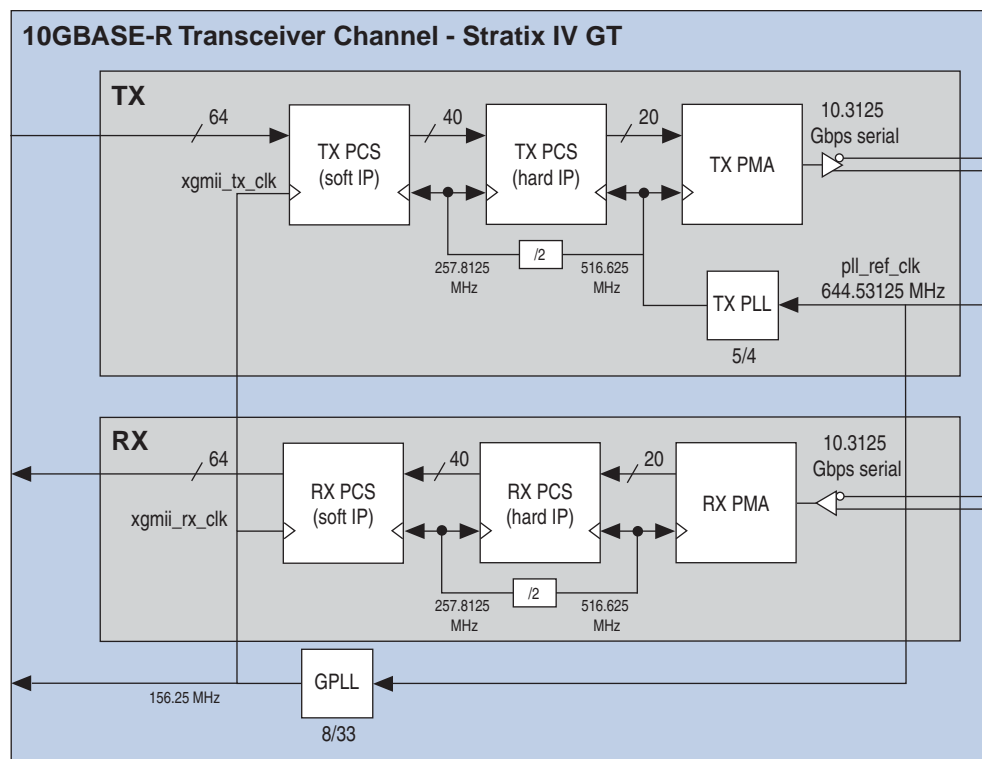 10GBASE-R Transceiver Channel - Stratix IV GT
TX
64
40
20
10.3125
Gbps serial
TX PCS
(soft IP)
TX PCS
(hard IP)
TX PMA
xgmii_tx_clk
/2
257.8125
MHz
516.625
MHz
pll_ref_clk
644.53125 MHz
TX PLL
5/4
RX
64
40
20
10.3125
Gbps serial
RX PCS
(soft IP)
RX PCS
(hard IP)
RX PMA
xgmii_rx_clk
/2
257.8125
MHz
516.625
MHz
GPLL
156.25 MHz
8/33